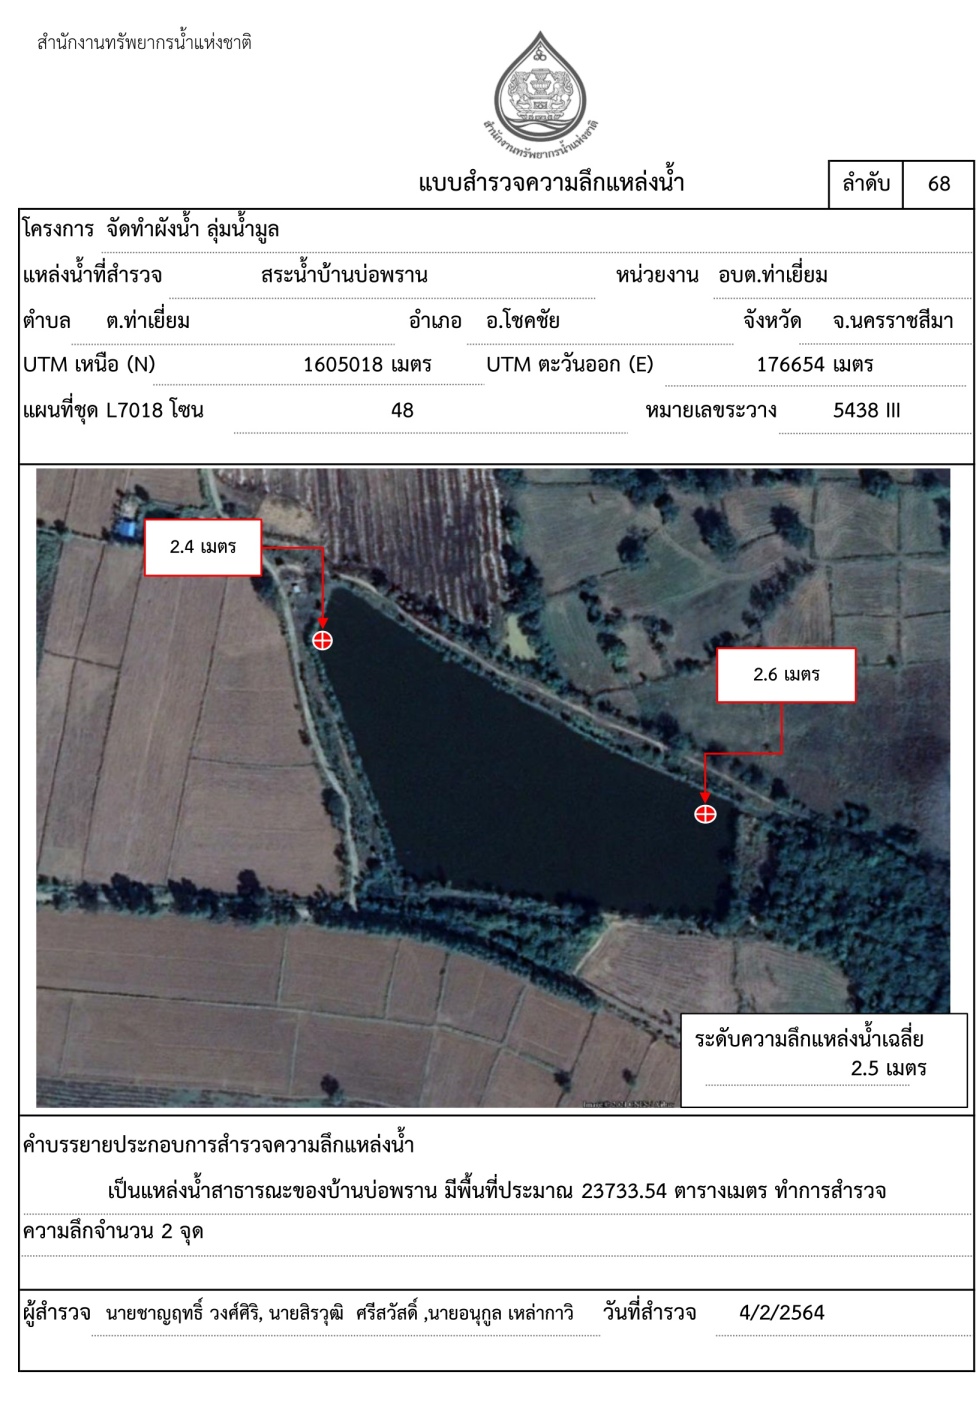 สำนักงานทรัพยากรน้ำแห่งชาติ
สำนักงานทรัพยากรน้ำแห่งชาติ
แบบสำรวจความลึกแหล่งน้ำ
ลำดับ 68
โครงการ จัดทำผังน้ำ ลุ่มน้ำมูล
แหล่งน้ำที่สำรวจ สระน้ำบ้านบ่อพราน หน่วยงาน อบต.ท่าเยี่ยม
ตำบล ต.ท่าเยี่ยม อำเภอ อ.โชคชัย จังหวัด จ.นครราชสีมา
UTM เหนือ (N) 1605018 เมตร UTM ตะวันออก (E) 176654 เมตร
แผนที่ชุด L7018 โซน 48 หมายเลขระวาง 5438 III
2.4 เมตร
2.6 เมตร
ระดับความลึกแหล่งน้ำเฉลี่ย
2.5 เมตร
คำบรรยายประกอบการสำรวจความลึกแหล่งน้ำ
เป็นแหล่งน้ำสาธารณะของบ้านบ่อพราน มีพื้นที่ประมาณ 23733.54 ตารางเมตร ทำการสำรวจ
ความลึกจำนวน 2 จุด
ผู้สำรวจ นายชาญฤทธิ์ วงศ์ศิริ, นายสิรวุฒิ ศรีสวัสดิ์ ,นายอนุกูล เหล่ากาวิ วันที่สำรวจ 4/2/2564